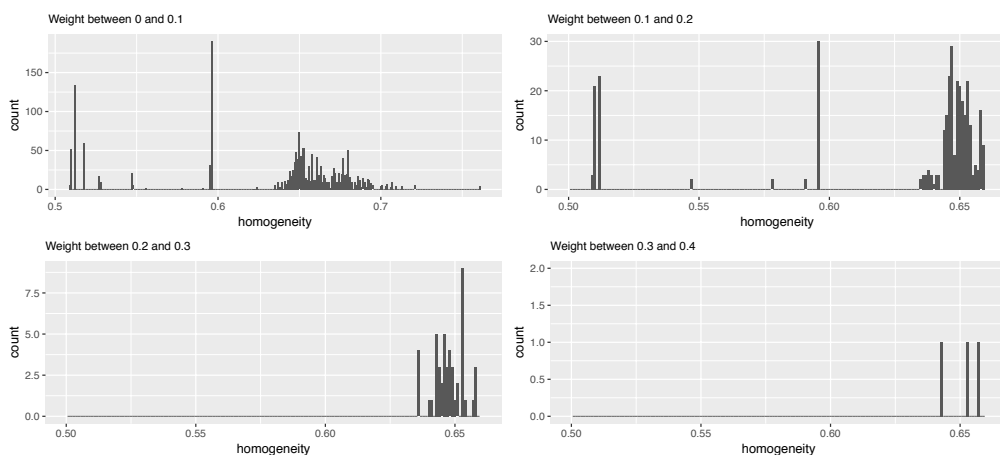 Weight between 0 and 0.1
150
100
50
0
count
0.5 0.6 0.7
homogeneity
Weight between 0.1 and 0.2
30
20
10
0
count
0.50 0.55 0.60 0.65
homogeneity
Weight between 0.2 and 0.3
7.5
5.0
2.5
0.0
count
0.50 0.55 0.60 0.65
homogeneity
Weight between 0.3 and 0.4
2.0
1.5
1.0
0.5
0.0
count
0.50 0.55 0.60 0.65
homogeneity